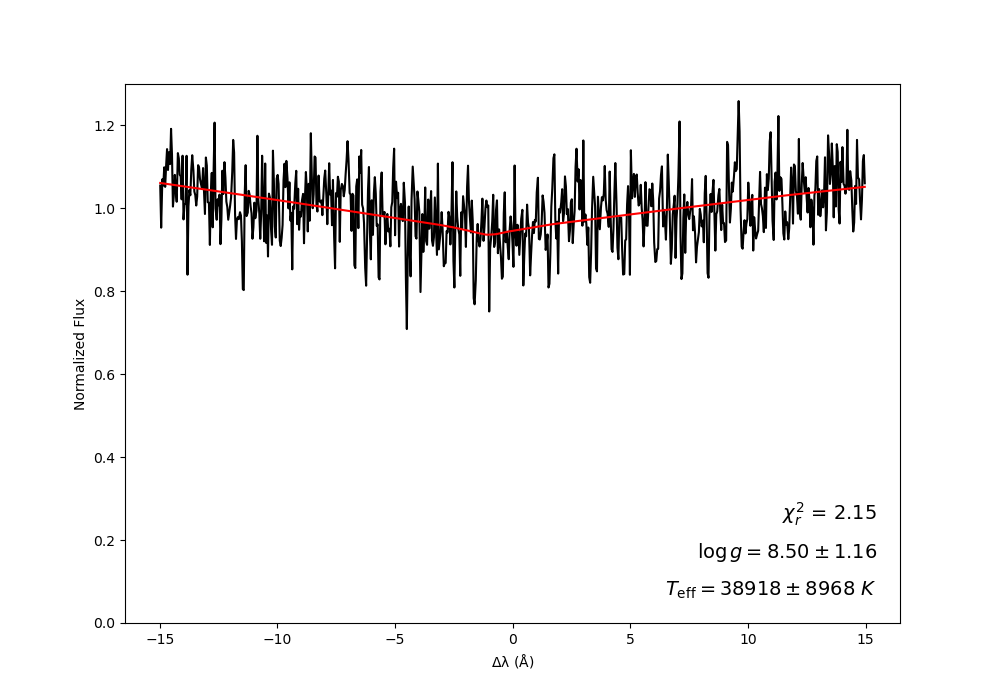 1.2
1.0
0.8
0.6
0.4
0.2
0.0
Normalized Flux
χ²ᵣ = 2.15
log g = 8.50 ± 1.16
T_eff = 38918 ± 8968 K
−15 −10 −5 0 5 10 15
Δλ (Å)